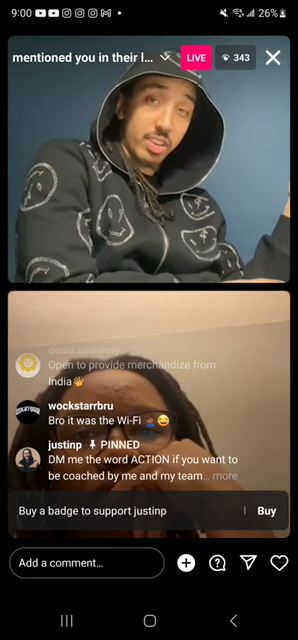 9:00
26%
mentioned you in their l...
LIVE
343
Open to provide merchandize from
India👋
wockstarrbru
Bro it was the Wi-Fi 🤦🏿‍♂️😂
justinp 📌 PINNED
DM me the word ACTION if you want to
be coached by me and my team... more
Buy a badge to support justinp
Buy
Add a comment...